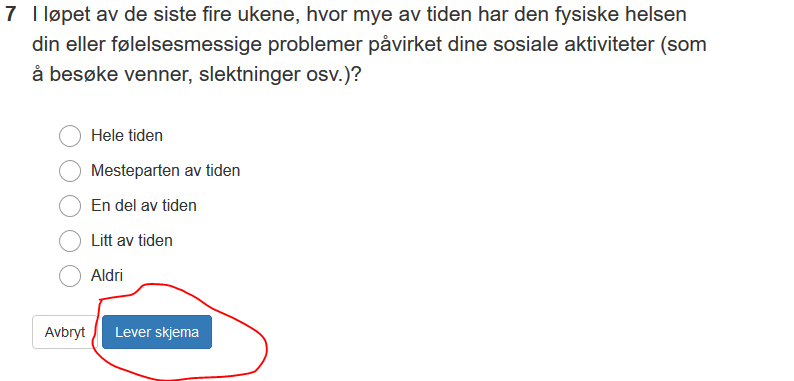 7 I løpet av de siste fire ukene, hvor mye av tiden har den fysiske helsen
din eller følelsesmessige problemer påvirket dine sosiale aktiviteter (som
å besøke venner, slektninger osv.)?
Hele tiden
Mesteparten av tiden
En del av tiden
Litt av tiden
Aldri
Avbryt Lever skjema